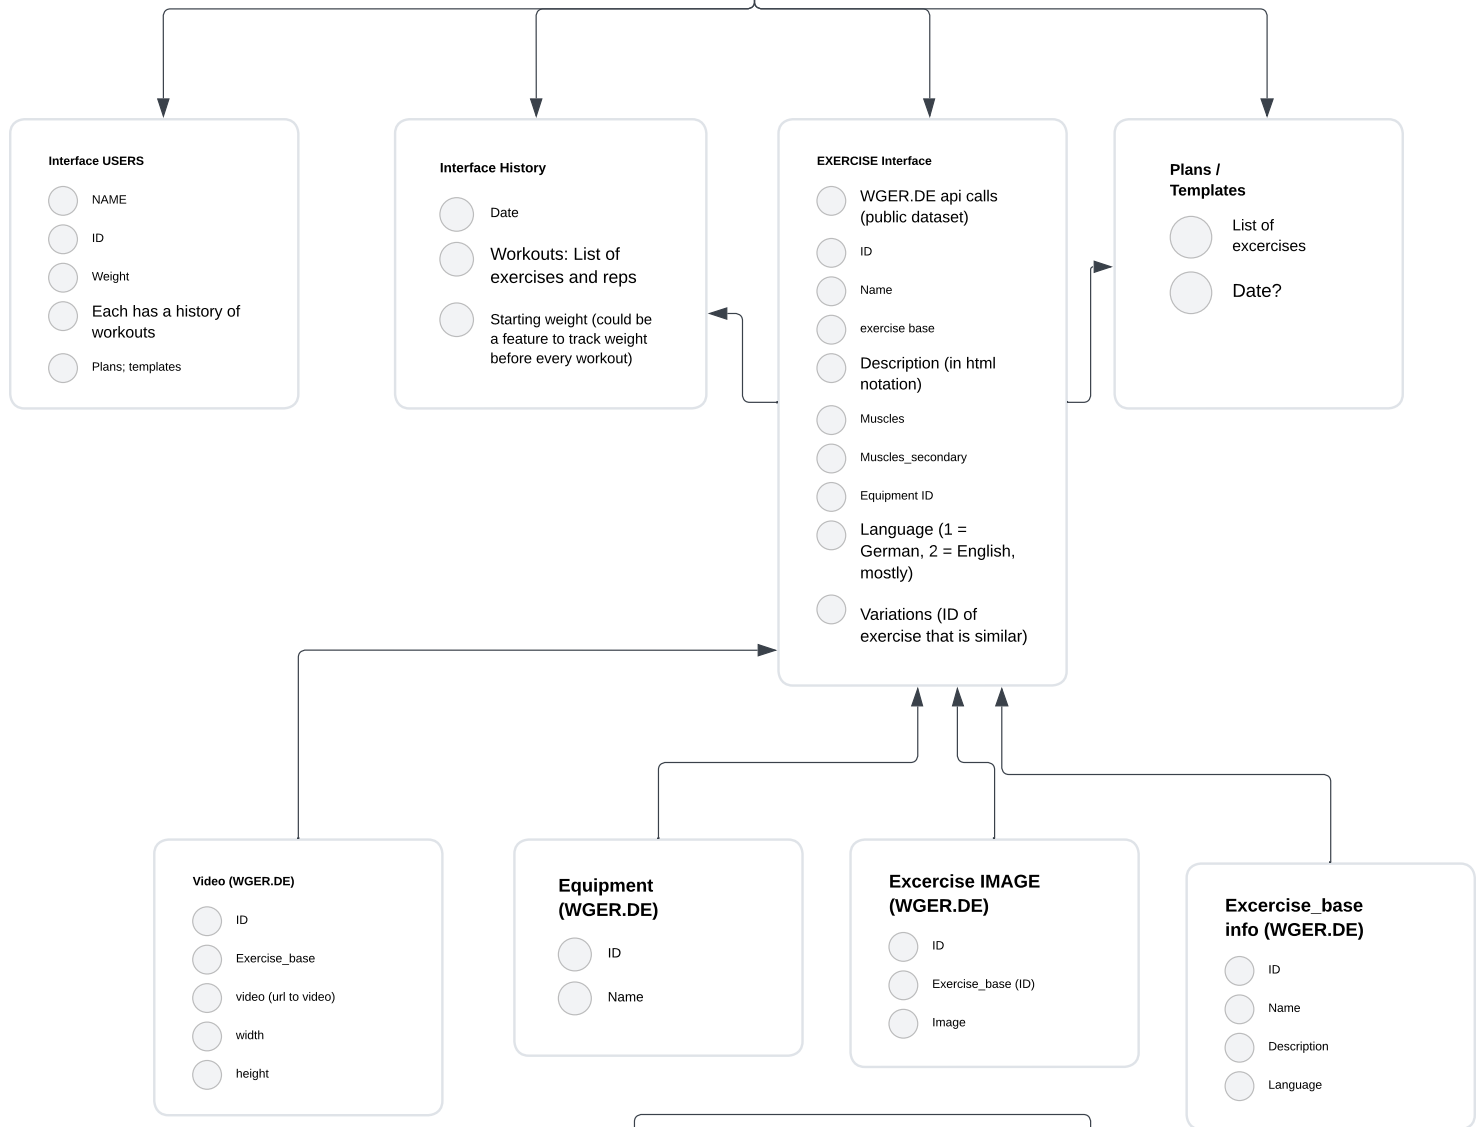 Interface USERS
NAME
ID
Weight
Each has a history of
workouts
Plans; templates
Interface History
Date
Workouts: List of
exercises and reps
Starting weight (could be
a feature to track weight
before every workout)
EXERCISE Interface
WGER.DE api calls
(public dataset)
ID
Name
exercise base
Description (in html
notation)
Muscles
Muscles_secondary
Equipment ID
Language (1 =
German, 2 = English,
mostly)
Variations (ID of
exercise that is similar)
Plans /
Templates
List of
excercises
Date?
Video (WGER.DE)
ID
Exercise_base
video (url to video)
width
height
Equipment
(WGER.DE)
ID
Name
Excercise IMAGE
(WGER.DE)
ID
Exercise_base (ID)
Image
Excercise_base
info (WGER.DE)
ID
Name
Description
Language